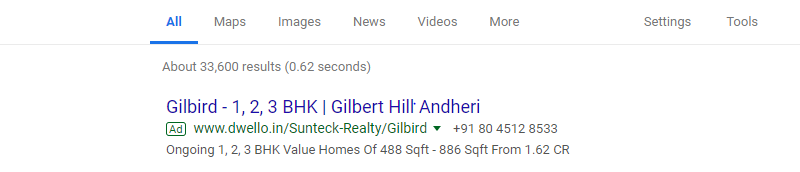 All Maps Images News Videos More Settings Tools
About 33,600 results (0.62 seconds)
Gilbird - 1, 2, 3 BHK | Gilbert Hill Andheri
Ad www.dwello.in/Sunteck-Realty/Gilbird +91 80 4512 8533
Ongoing 1, 2, 3 BHK Value Homes Of 488 Sqft - 886 Sqft From 1.62 CR